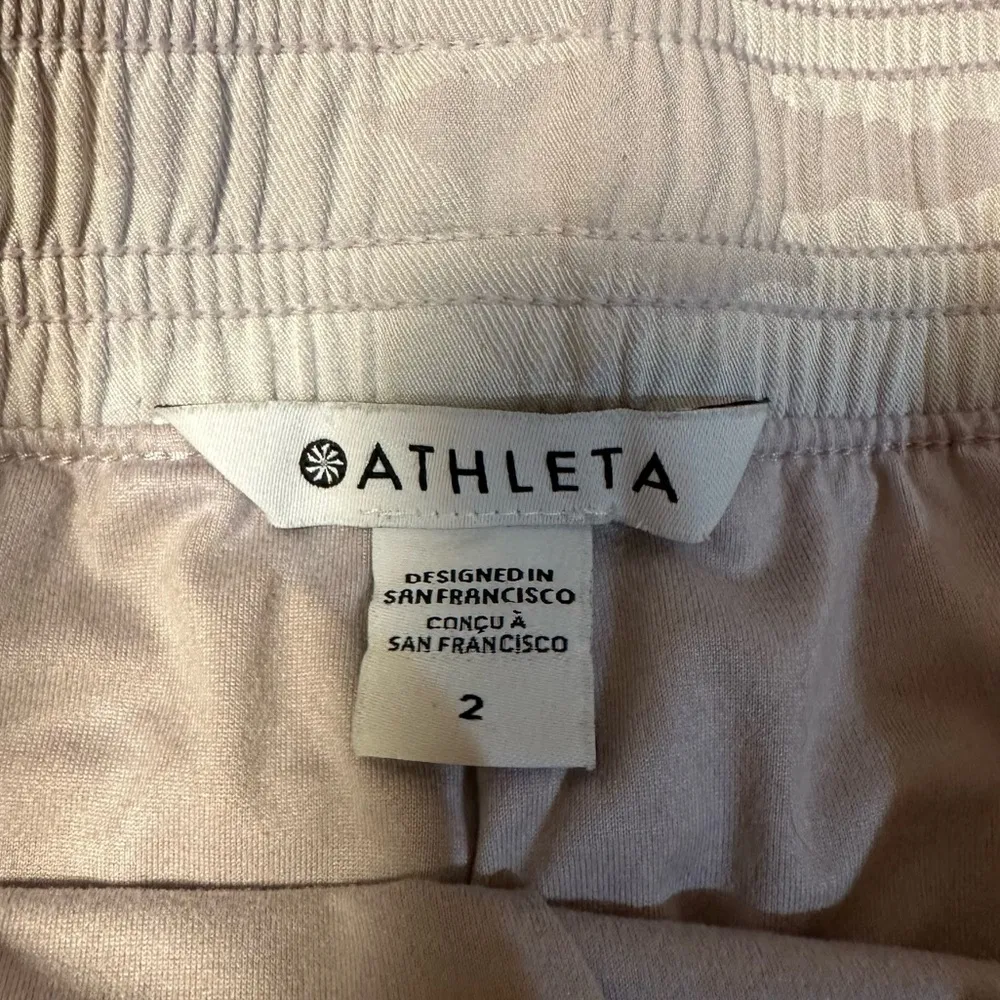 ATHLETA
DESIGNED IN
SAN FRANCISCO
CONÇU À
SAN FRANCISCO
2